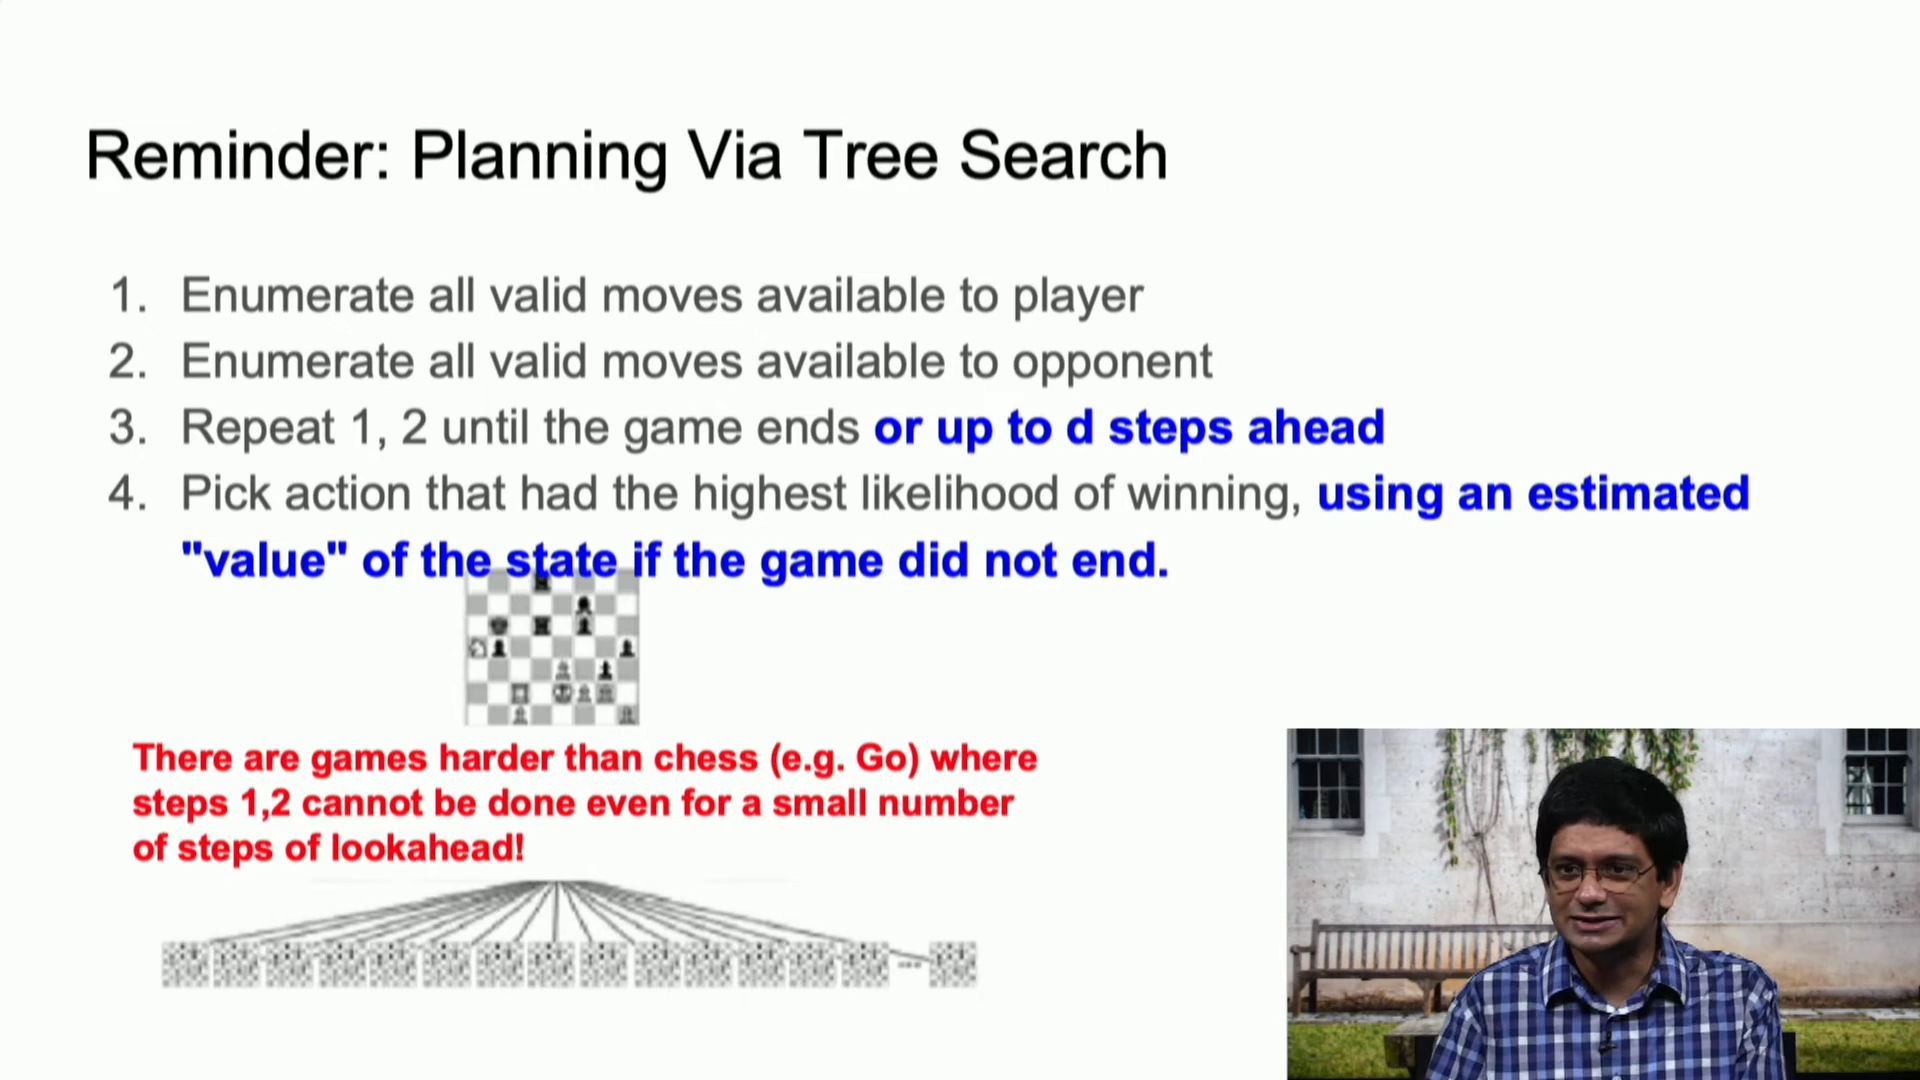 Reminder: Planning Via Tree Search
1. Enumerate all valid moves available to player
2. Enumerate all valid moves available to opponent
3. Repeat 1, 2 until the game ends or up to d steps ahead
4. Pick action that had the highest likelihood of winning, using an estimated
"value" of the state if the game did not end.
There are games harder than chess (e.g. Go) where
steps 1,2 cannot be done even for a small number
of steps of lookahead!
...